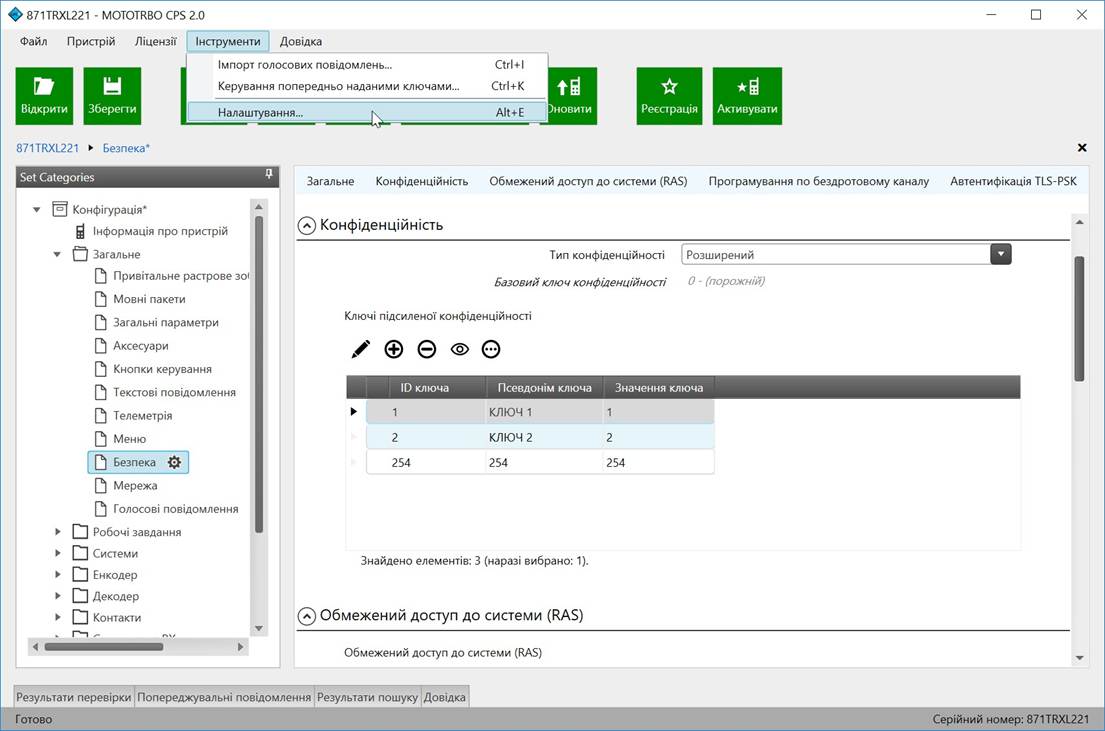 871TRXL221 - MOTOTRBO CPS 2.0
Файл Пристрій Ліцензії Інструменти Довідка
Імпорт голосових повідомлень... Ctrl+I
Керування попередньо наданими ключами... Ctrl+K
Налаштування... Alt+E
Відкрити Зберегти Реєстрація Активувати
871TRXL221 Безпека*
Set Categories
Конфігурація*
Інформація про пристрій
Загальне
Привітальне растрове
Мовні пакети
Загальні параметри
Аксесуари
Кнопки керування
Текстові повідомлення
Телеметрія
Меню
Безпека
Мережа
Голосові повідомлення
Робочі завдання
Системи
Енкодер
Декодер
Контакти
Загальне Конфіденційність Обмежений доступ до системи (RAS) Програмування по бездротовому каналу Автентифікація TLS-PSK
Конфіденційність
Тип конфіденційності Розширений
Базовий ключ конфіденційності 0 - (порожній)
Ключі підсиленої конфіденційності
ID ключа Псевдонім ключа Значення ключа
1 КЛЮЧ 1 1
2 КЛЮЧ 2 2
254 254 254
Знайдено елементів: 3 (наразі вибрано: 1).
Обмежений доступ до системи (RAS)
Обмежений доступ до системи (RAS)
Результати перевірки Попереджувальні повідомлення Результати пошуку Довідка
Готово Серійний номер: 871TRXL221